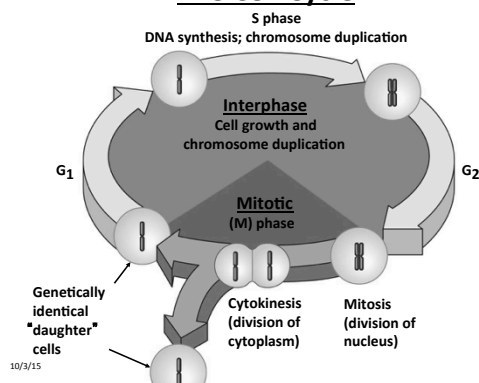 S phase
DNA synthesis; chromosome duplication
Interphase
Cell growth and
chromosome duplication
G1
G2
Mitotic
(M) phase
Genetically
identical
"daughter"
cells
Cytokinesis
(division of
cytoplasm)
Mitosis
(division of
nucleus)
10/3/15